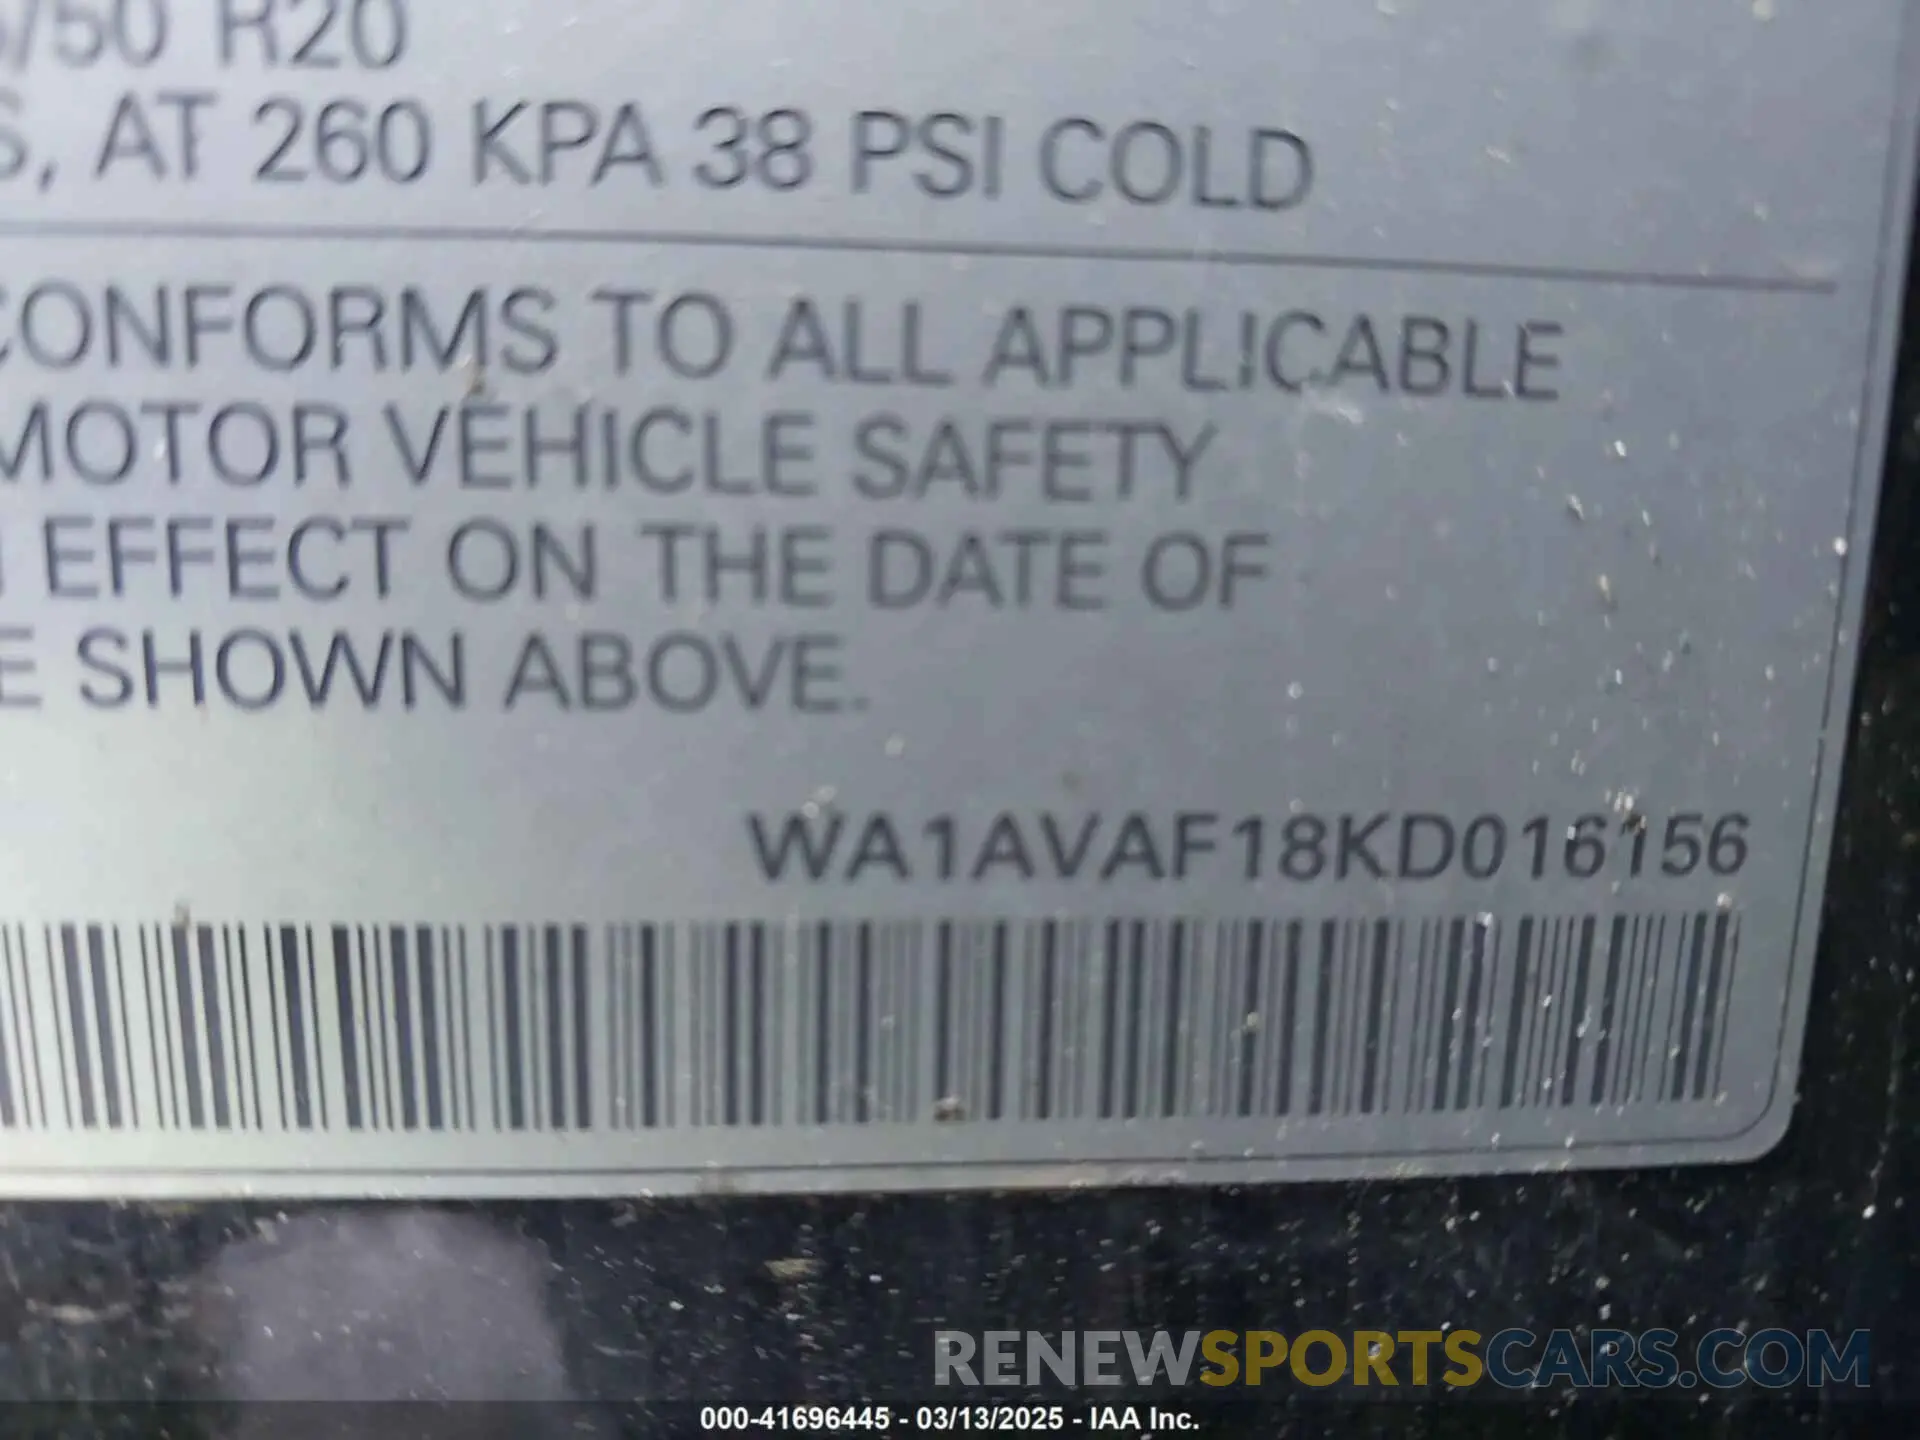 /50 R20
S, AT 260 KPA 38 PSI COLD
CONFORMS TO ALL APPLICABLE
MOTOR VEHICLE SAFETY
EFFECT ON THE DATE OF
E SHOWN ABOVE.
WA1AVAF18KD016156
RENEWSPORTSCARS.COM
000-41696445 - 03/13/2025 - IAA Inc.